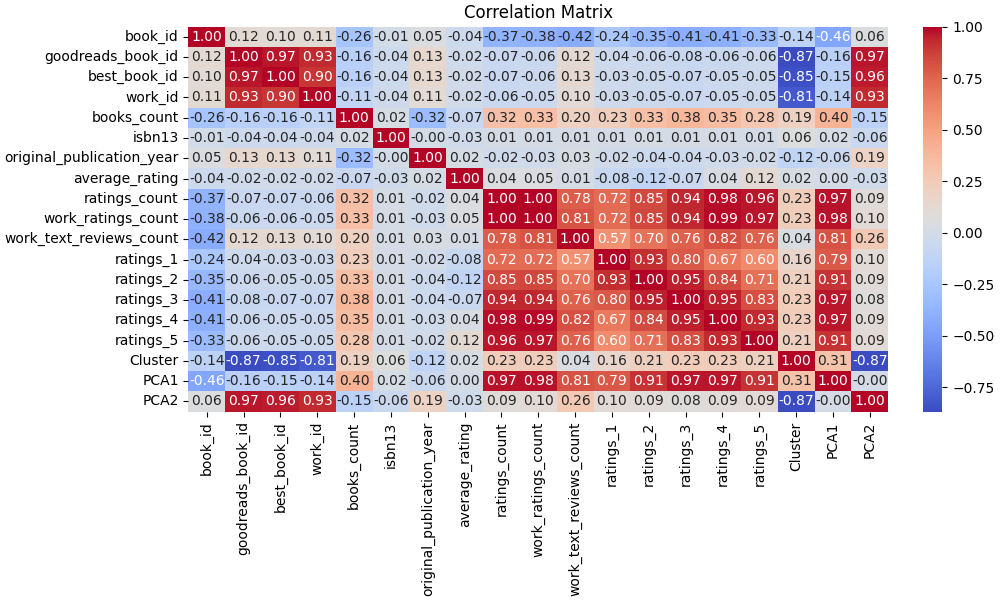 Correlation Matrix
book_id 1.00 0.12 0.10 0.11 -0.26 -0.01 0.05 -0.04 -0.37 -0.38 -0.42 -0.24 -0.35 -0.41 -0.41 -0.33 -0.14 -0.46 0.06
goodreads_book_id 0.12 1.00 0.97 0.93 -0.16 -0.04 0.13 -0.02 -0.07 -0.06 0.12 -0.04 -0.06 -0.08 -0.06 -0.06 -0.87 -0.16 0.97
best_book_id 0.10 0.97 1.00 0.90 -0.16 -0.04 0.13 -0.02 -0.07 -0.06 0.13 -0.03 -0.05 -0.07 -0.05 -0.05 -0.85 -0.15 0.96
work_id 0.11 0.93 0.90 1.00 -0.11 -0.04 0.11 -0.02 -0.06 -0.05 0.10 -0.03 -0.05 -0.07 -0.05 -0.05 -0.81 -0.14 0.93
books_count -0.26 -0.16 -0.16 -0.11 1.00 0.02 -0.32 -0.07 0.32 0.33 0.20 0.23 0.33 0.38 0.35 0.28 0.19 0.40 -0.15
isbn13 -0.01 -0.04 -0.04 -0.04 0.02 1.00 -0.00 -0.03 0.01 0.01 0.01 0.01 0.01 0.01 0.01 0.01 0.06 0.02 -0.06
original_publication_year 0.05 0.13 0.13 0.11 -0.32 -0.00 1.00 0.02 -0.02 -0.03 0.03 -0.02 -0.04 -0.04 -0.03 -0.02 -0.12 -0.06 0.19
average_rating -0.04 -0.02 -0.02 -0.02 -0.07 -0.03 0.02 1.00 0.04 0.05 0.01 -0.08 -0.12 -0.07 0.04 0.12 0.02 0.00 -0.03
ratings_count -0.37 -0.07 -0.07 -0.06 0.32 0.01 -0.02 0.04 1.00 1.00 0.78 0.72 0.85 0.94 0.98 0.96 0.23 0.97 0.09
work_ratings_count -0.38 -0.06 -0.06 -0.05 0.33 0.01 -0.03 0.05 1.00 1.00 0.81 0.72 0.85 0.94 0.99 0.97 0.23 0.98 0.10
work_text_reviews_count -0.42 0.12 0.13 0.10 0.20 0.01 0.03 0.01 0.78 0.81 1.00 0.57 0.70 0.76 0.82 0.76 0.04 0.81 0.26
ratings_1 -0.24 -0.04 -0.03 -0.03 0.23 0.01 -0.02 -0.08 0.72 0.72 0.57 1.00 0.93 0.80 0.67 0.60 0.16 0.79 0.10
ratings_2 -0.35 -0.06 -0.05 -0.05 0.33 0.01 -0.04 -0.12 0.85 0.85 0.70 0.93 1.00 0.95 0.84 0.71 0.21 0.91 0.09
ratings_3 -0.41 -0.08 -0.07 -0.07 0.38 0.01 -0.04 -0.07 0.94 0.94 0.76 0.80 0.95 1.00 0.95 0.83 0.23 0.97 0.08
ratings_4 -0.41 -0.06 -0.05 -0.05 0.35 0.01 -0.03 0.04 0.98 0.99 0.82 0.67 0.84 0.95 1.00 0.93 0.23 0.97 0.09
ratings_5 -0.33 -0.06 -0.05 -0.05 0.28 0.01 -0.02 0.12 0.96 0.97 0.76 0.60 0.71 0.83 0.93 1.00 0.21 0.91 0.09
Cluster -0.14 -0.87 -0.85 -0.81 0.19 0.06 -0.12 0.02 0.23 0.23 0.04 0.16 0.21 0.23 0.23 0.21 1.00 0.31 -0.87
PCA1 -0.46 -0.16 -0.15 -0.14 0.40 0.02 -0.06 0.00 0.97 0.98 0.81 0.79 0.91 0.97 0.97 0.91 0.31 1.00 -0.00
PCA2 0.06 0.97 0.96 0.93 -0.15 -0.06 0.19 -0.03 0.09 0.10 0.26 0.10 0.09 0.08 0.09 0.09 -0.87 -0.00 1.00
book_id
goodreads_book_id
best_book_id
work_id
books_count
isbn13
original_publication_year
average_rating
ratings_count
work_ratings_count
work_text_reviews_count
ratings_1
ratings_2
ratings_3
ratings_4
ratings_5
Cluster
PCA1
PCA2
1.00
0.75
0.50
0.25
0.00
-0.25
-0.50
-0.75